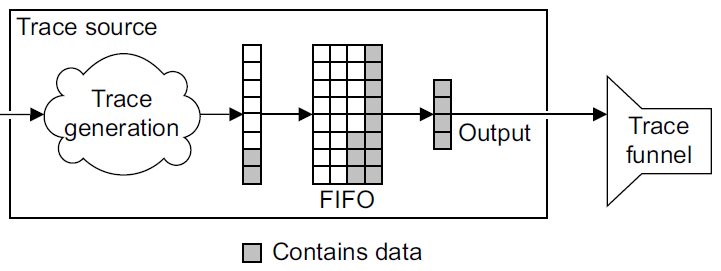 Trace source
Trace
generation
FIFO
Output
Trace
funnel
Contains data